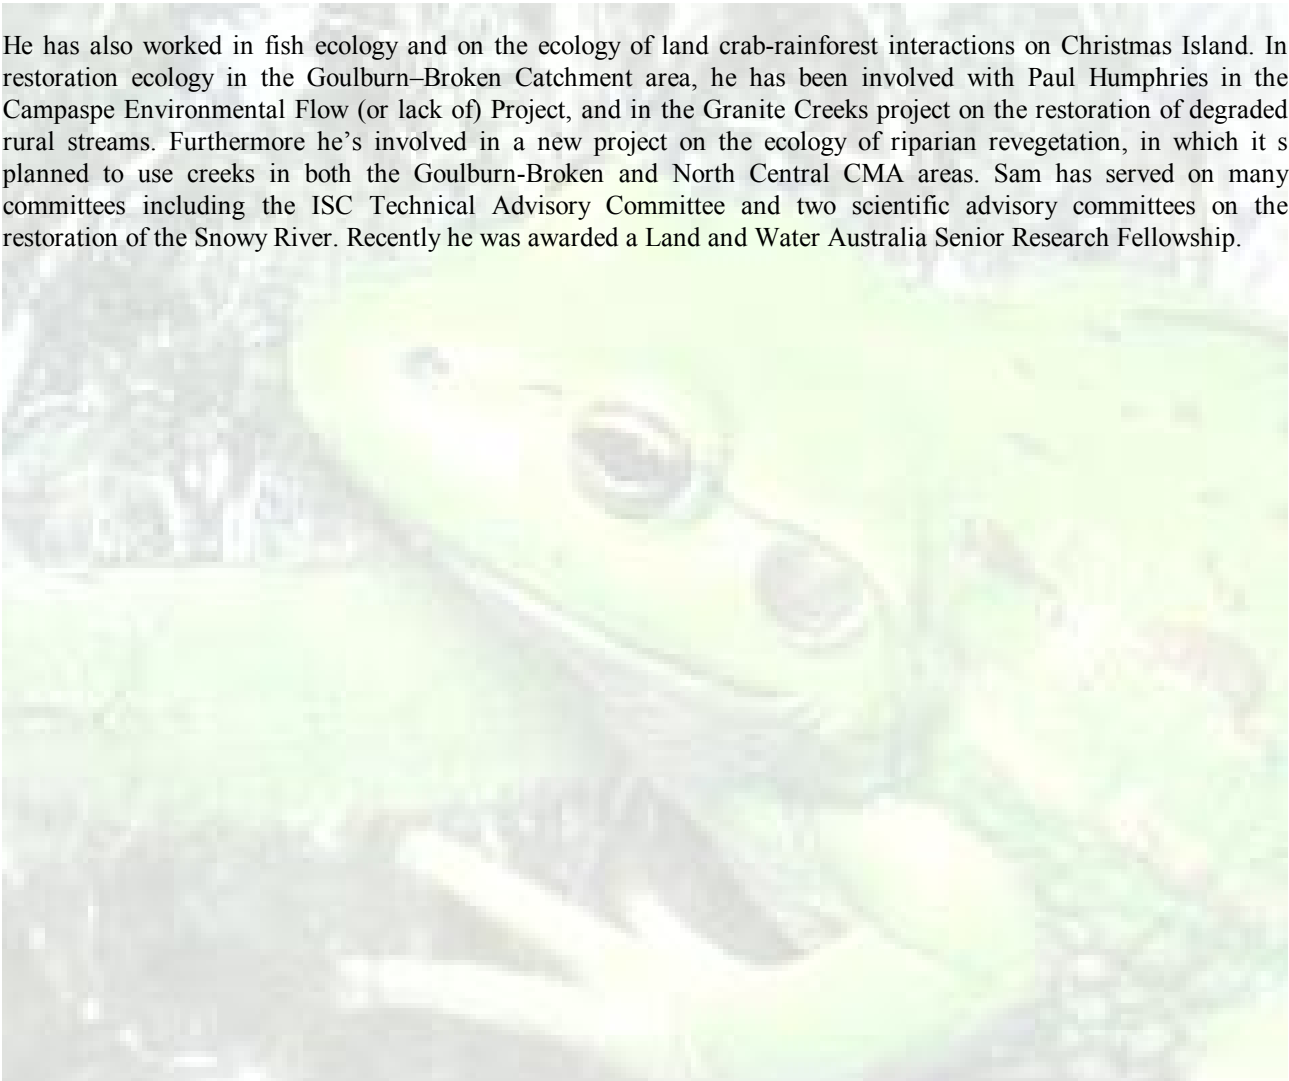 He has also worked in fish ecology and on the ecology of land crab-rainforest interactions on Christmas Island. In
restoration ecology in the Goulburn–Broken Catchment area, he has been involved with Paul Humphries in the
Campaspe Environmental Flow (or lack of) Project, and in the Granite Creeks project on the restoration of degraded
rural streams. Furthermore he’s involved in a new project on the ecology of riparian revegetation, in which it s
planned to use creeks in both the Goulburn-Broken and North Central CMA areas. Sam has served on many
committees including the ISC Technical Advisory Committee and two scientific advisory committees on the
restoration of the Snowy River. Recently he was awarded a Land and Water Australia Senior Research Fellowship.